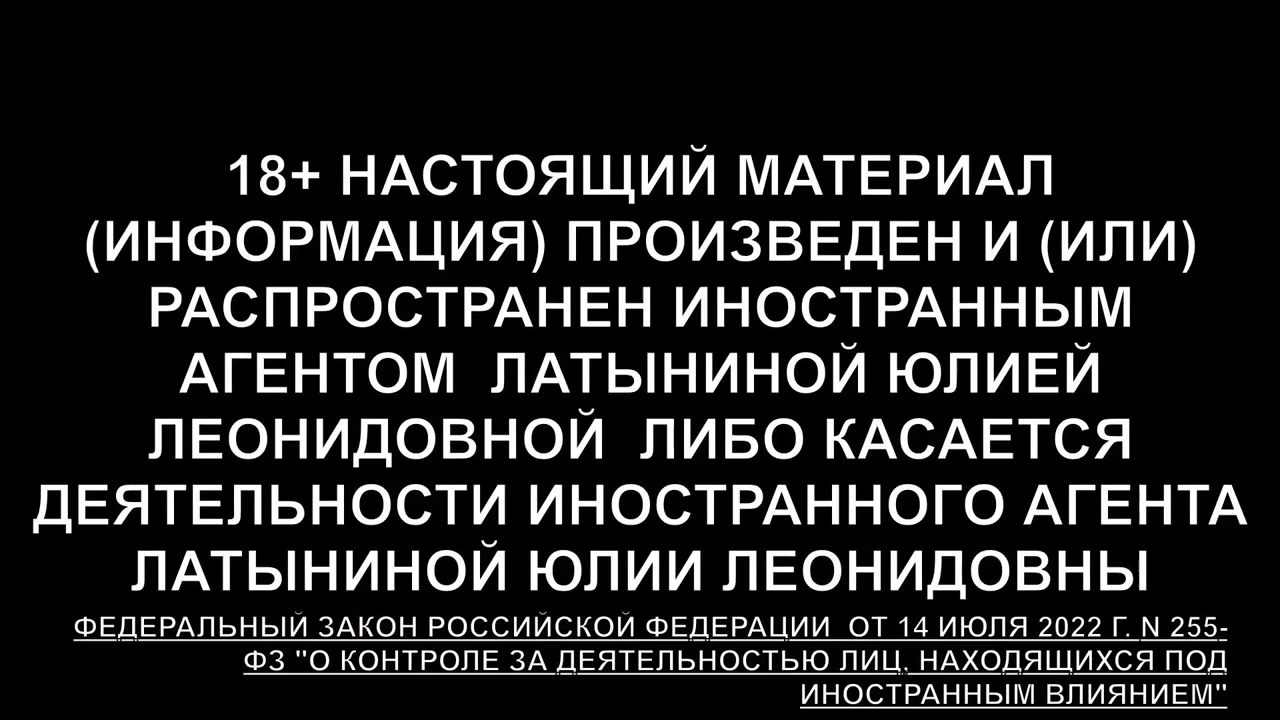 18+ НАСТОЯЩИЙ МАТЕРИАЛ
(ИНФОРМАЦИЯ) ПРОИЗВЕДЕН И (ИЛИ)
РАСПРОСТРАНЕН ИНОСТРАННЫМ
АГЕНТОМ ЛАТЫНИНОЙ ЮЛИЕЙ
ЛЕОНИДОВНОЙ ЛИБО КАСАЕТСЯ
ДЕЯТЕЛЬНОСТИ ИНОСТРАННОГО АГЕНТА
ЛАТЫНИНОЙ ЮЛИИ ЛЕОНИДОВНЫ
ФЕДЕРАЛЬНЫЙ ЗАКОН РОССИЙСКОЙ ФЕДЕРАЦИИ ОТ 14 ИЮЛЯ 2022 Г. N 255-
ФЗ "О КОНТРОЛЕ ЗА ДЕЯТЕЛЬНОСТЬЮ ЛИЦ, НАХОДЯЩИХСЯ ПОД
ИНОСТРАННЫМ ВЛИЯНИЕМ"